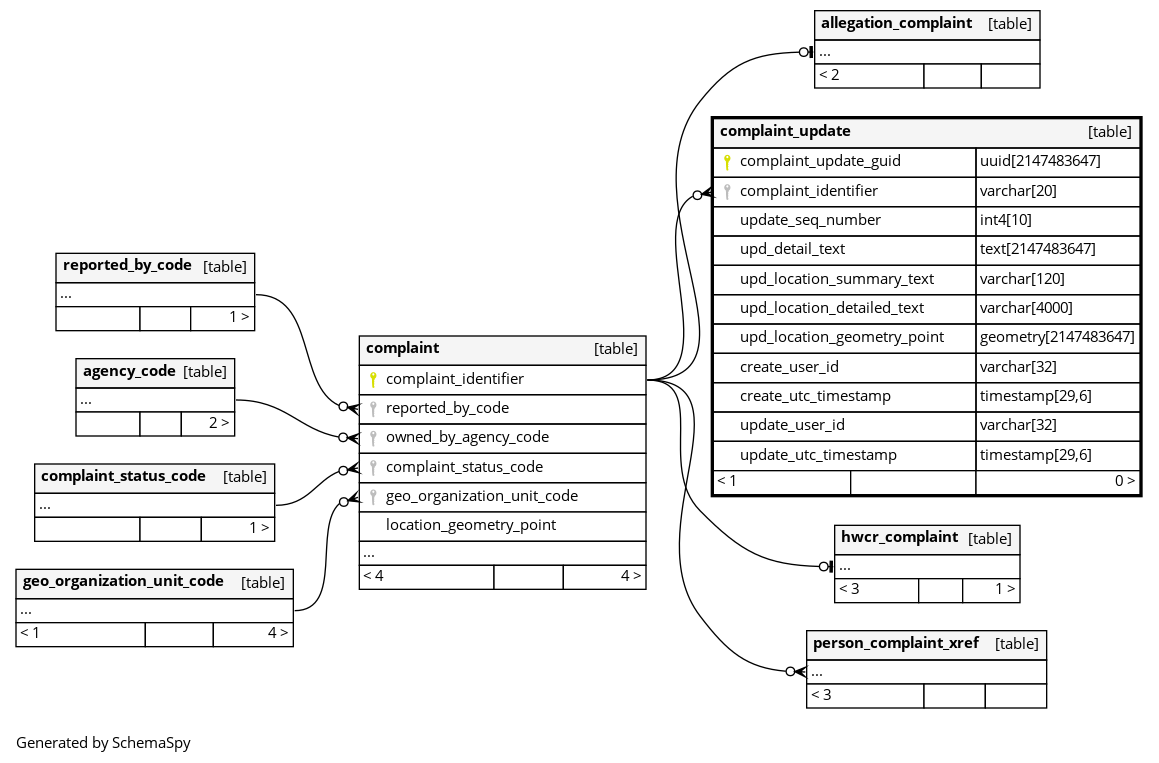 allegation_complaint [table]
...
< 2
complaint_update [table]
complaint_update_guid uuid[2147483647]
complaint_identifier varchar[20]
update_seq_number int4[10]
upd_detail_text text[2147483647]
upd_location_summary_text varchar[120]
upd_location_detailed_text varchar[4000]
upd_location_geometry_point geometry[2147483647]
create_user_id varchar[32]
create_utc_timestamp timestamp[29,6]
update_user_id varchar[32]
update_utc_timestamp timestamp[29,6]
< 1 0 >
reported_by_code [table]
...
1 >
agency_code [table]
...
2 >
complaint_status_code [table]
...
1 >
geo_organization_unit_code [table]
...
< 1 4 >
complaint [table]
complaint_identifier
reported_by_code
owned_by_agency_code
complaint_status_code
geo_organization_unit_code
location_geometry_point
...
< 4 4 >
hwcr_complaint [table]
...
< 3 1 >
person_complaint_xref [table]
...
< 3
Generated by SchemaSpy